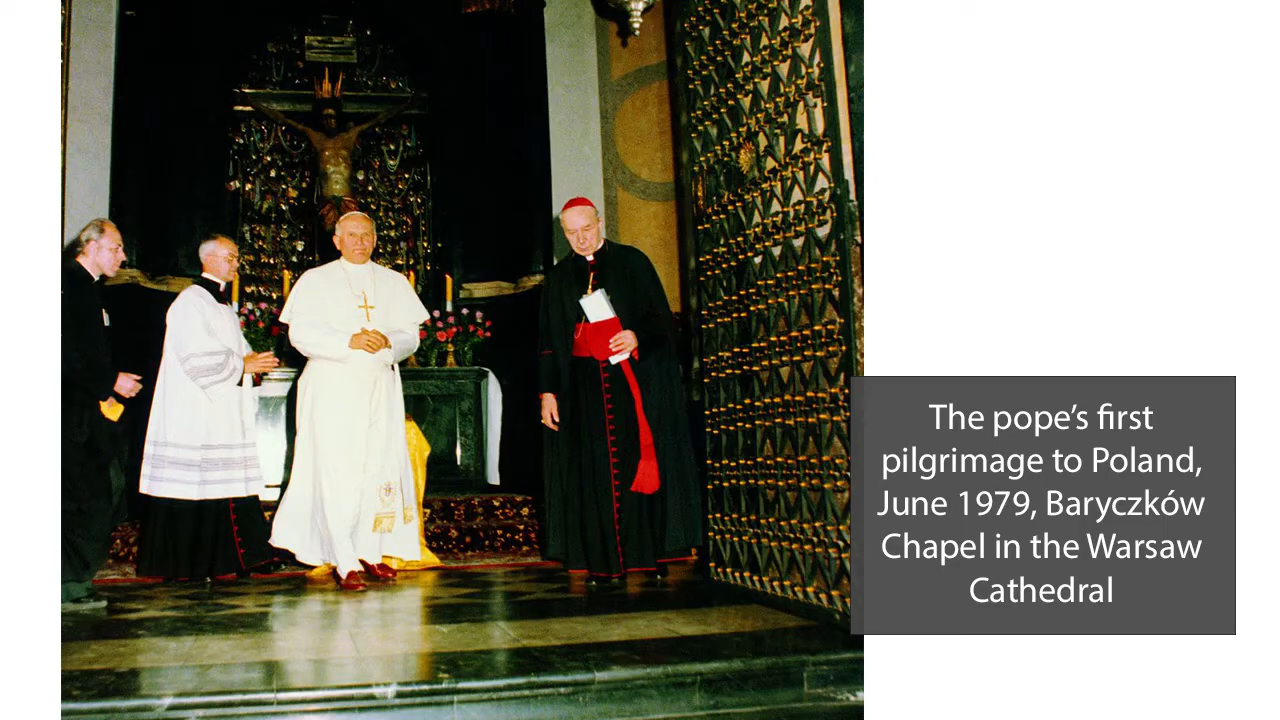 The pope’s first
pilgrimage to Poland,
June 1979, Baryczków
Chapel in the Warsaw
Cathedral